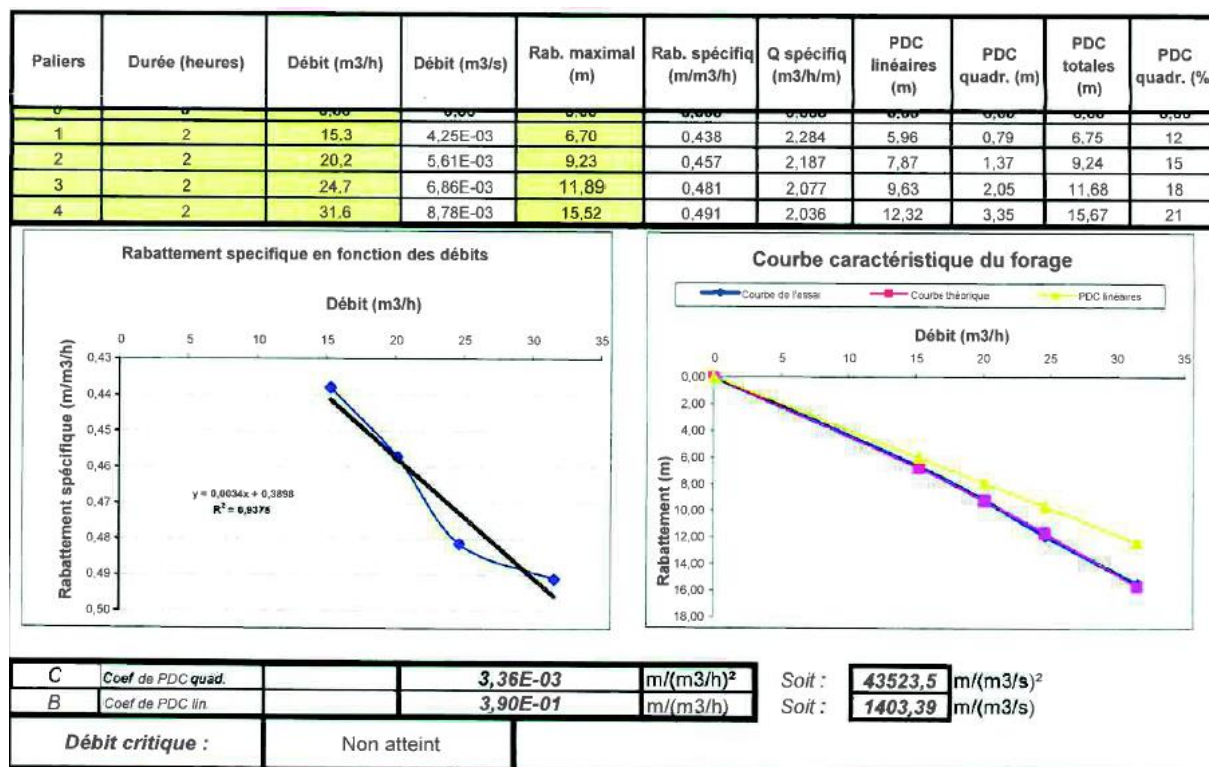 Paliers Durée (heures) Débit (m3/h) Débit (m3/s) Rab. maximal (m) Rab. spécifiq (m/m3/h) Q spécifiq (m3/h/m) PDC linéaires (m) PDC quadr. (m) PDC totales (m) PDC quadr. (%
1 2 15,3 4,25E-03 6,70 0,438 2,284 5,96 0,79 6,75 12
2 2 20,2 5,61E-03 9,23 0,457 2,187 7,87 1,37 9,24 15
3 2 24,7 6,86E-03 11,89 0,481 2,077 9,63 2,05 11,68 18
4 2 31,6 8,78E-03 15,52 0,491 2,036 12,32 3,35 15,67 21
Rabattement specifique en fonction des débits
Débit (m3/h)
0 5 10 15 20 25 30 35
0,43
0,44
0,45
0,46
0,47
0,48
0,49
0,50
Rabattement spécifique (m/m3/h)
y = 0,0034x + 0,3898
R² = 0,9375
Courbe caractéristique du forage
Courbe de l'essai Courbe théorique PDC linéaires
Débit (m3/h)
0 5 10 15 20 25 30 35
0,00
2,00
4,00
6,00
8,00
10,00
12,00
14,00
16,00
18,00
Rabattement (m)
C Coef de PDC quad. 3,36E-03 m/(m3/h)² Soit : 43523,5 m/(m3/s)²
B Coef de PDC lin. 3,90E-01 m/(m3/h) Soit : 1403,39 m/(m3/s)
Débit critique : Non atteint